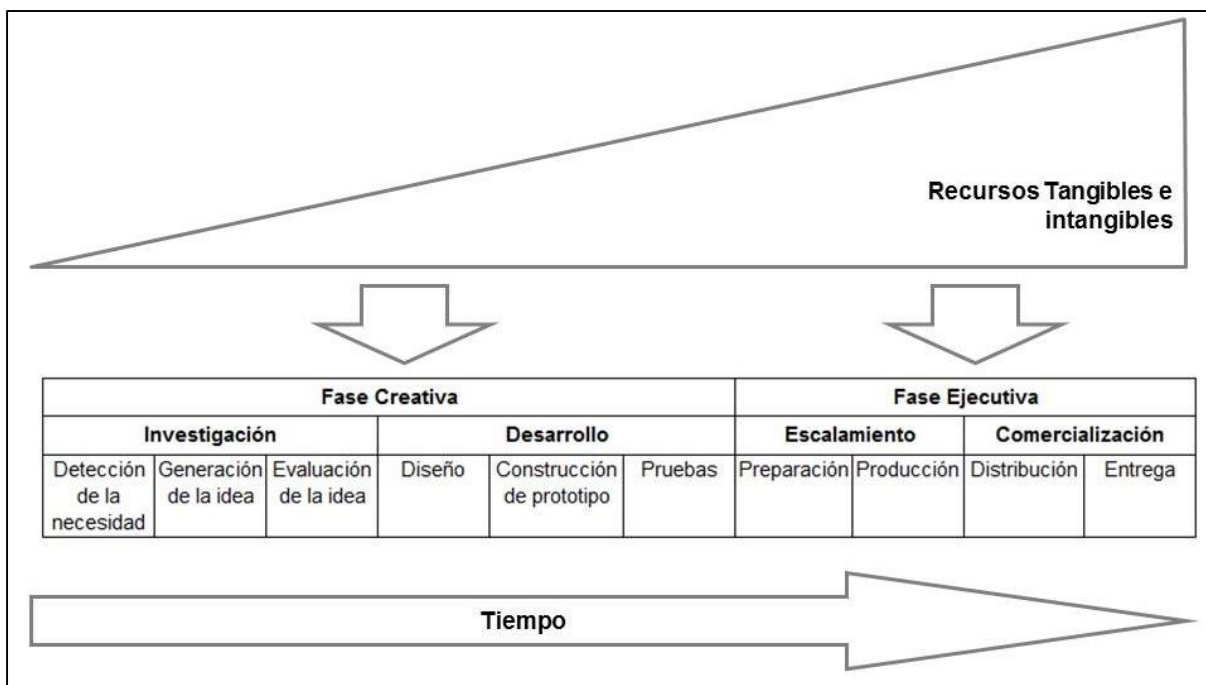 Recursos Tangibles e
intangibles
Fase Creativa
Fase Ejecutiva
Investigación
Desarrollo
Escalamiento
Comercialización
Detección
de la
necesidad
Generación
de la idea
Evaluación
de la idea
Diseño
Construcción
de prototipo
Pruebas
Preparación
Producción
Distribución
Entrega
Tiempo